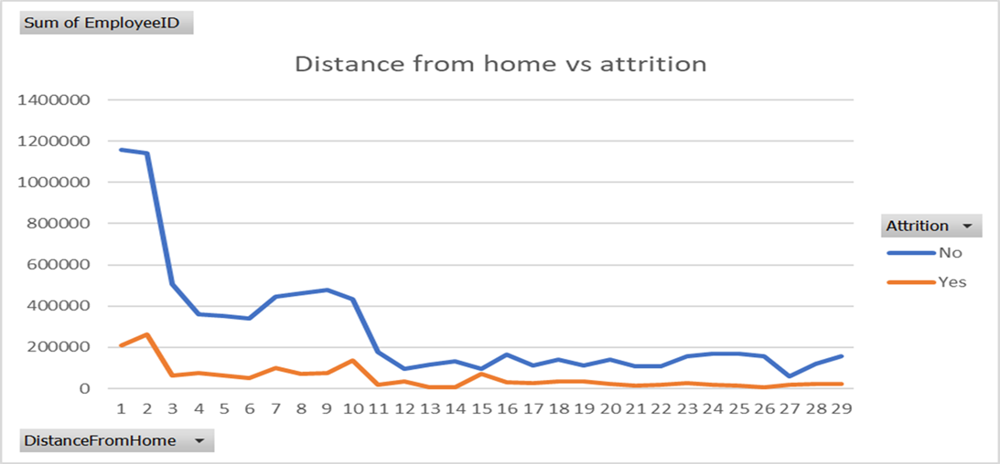 Sum of EmployeeID
Distance from home vs attrition
1400000
1200000
1000000
800000
600000
400000
200000
0
1 2 3 4 5 6 7 8 9 10 11 12 13 14 15 16 17 18 19 20 21 22 23 24 25 26 27 28 29
Attrition
No
Yes
DistanceFromHome